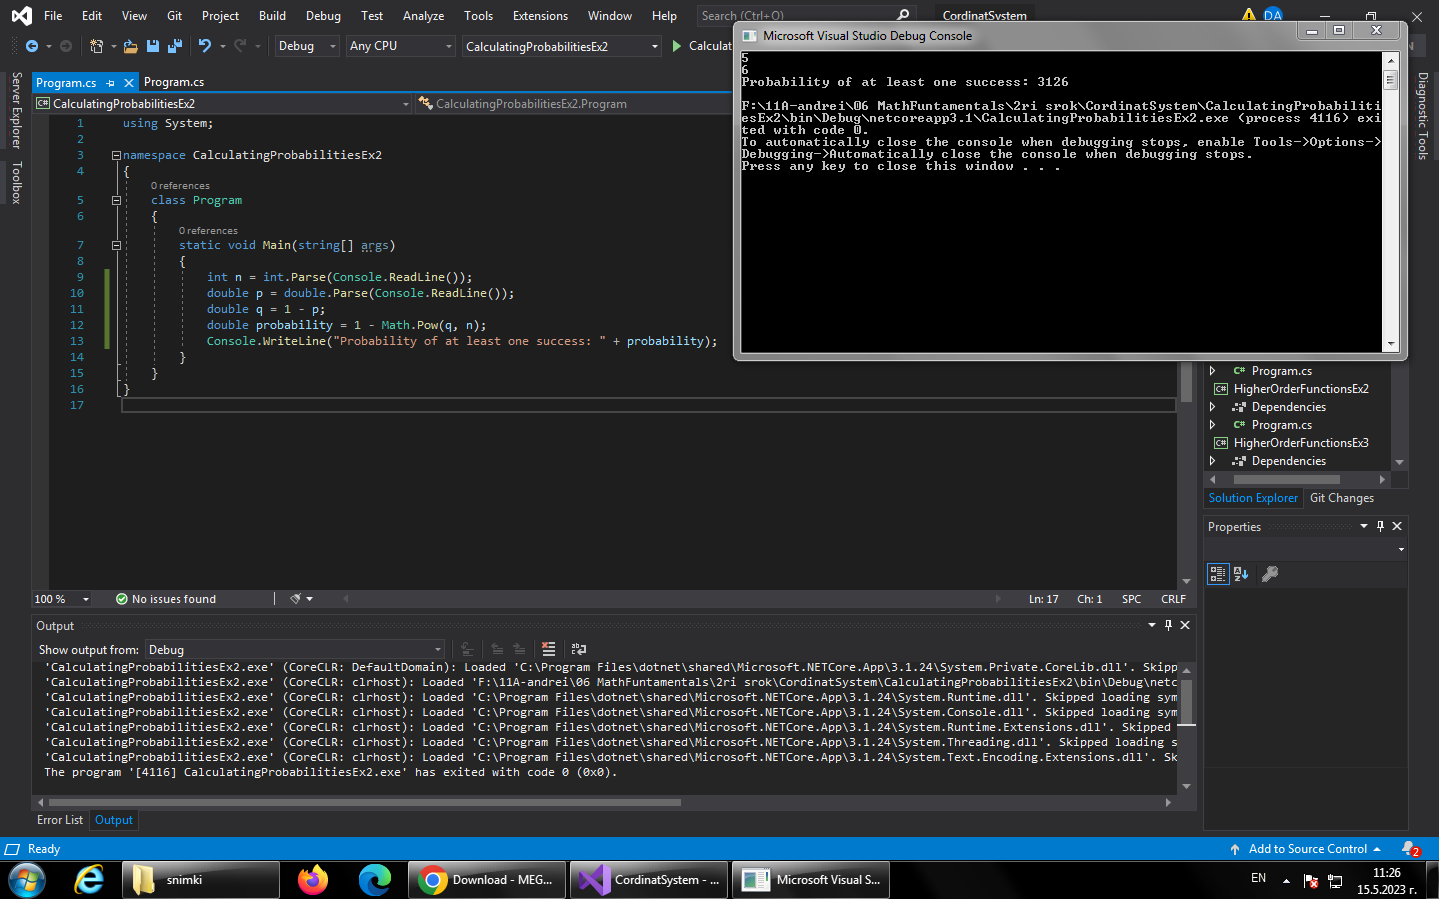 File Edit View Git Project Build Debug Test Analyze Tools Extensions Window Help Search (Ctrl+Q) CordinatSystem DA
Debug Any CPU CalculatingProbabilitiesEx2 Calculat
Microsoft Visual Studio Debug Console
5
6
Probability of at least one success: 3126
F:\11A-andrei\06 MathFuntamentals\2ri srok\CordinatSystem\CalculatingProbabiliti
esEx2\bin\Debug\netcoreapp3.1\CalculatingProbabilitiesEx2.exe (process 4116) exi
ted with code 0.
To automatically close the console when debugging stops, enable Tools->Options->
Debugging->Automatically close the console when debugging stops.
Press any key to close this window . . .
Server Explorer
Toolbox
Diagnostic Tools
Program.cs Program.cs
CalculatingProbabilitiesEx2 CalculatingProbabilitiesEx2.Program
1 using System;
2
3 namespace CalculatingProbabilitiesEx2
4 {
0 references
5 class Program
6 {
0 references
7 static void Main(string[] args)
8 {
9 int n = int.Parse(Console.ReadLine());
10 double p = double.Parse(Console.ReadLine());
11 double q = 1 - p;
12 double probability = 1 - Math.Pow(q, n);
13 Console.WriteLine("Probability of at least one success: " + probability);
14 }
15 }
16 }
17
100 % No issues found Ln: 17 Ch: 1 SPC CRLF
C# Program.cs
C# HigherOrderFunctionsEx2
Dependencies
C# Program.cs
C# HigherOrderFunctionsEx3
Dependencies
Solution Explorer Git Changes
Properties
Output
Show output from: Debug
'CalculatingProbabilitiesEx2.exe' (CoreCLR: DefaultDomain): Loaded 'C:\Program Files\dotnet\shared\Microsoft.NETCore.App\3.1.24\System.Private.CoreLib.dll'. Skipp
'CalculatingProbabilitiesEx2.exe' (CoreCLR: clrhost): Loaded 'F:\11A-andrei\06 MathFuntamentals\2ri srok\CordinatSystem\CalculatingProbabilitiesEx2\bin\Debug\netc
'CalculatingProbabilitiesEx2.exe' (CoreCLR: clrhost): Loaded 'C:\Program Files\dotnet\shared\Microsoft.NETCore.App\3.1.24\System.Runtime.dll'. Skipped loading sym
'CalculatingProbabilitiesEx2.exe' (CoreCLR: clrhost): Loaded 'C:\Program Files\dotnet\shared\Microsoft.NETCore.App\3.1.24\System.Console.dll'. Skipped loading sym
'CalculatingProbabilitiesEx2.exe' (CoreCLR: clrhost): Loaded 'C:\Program Files\dotnet\shared\Microsoft.NETCore.App\3.1.24\System.Runtime.Extensions.dll'. Skipped
'CalculatingProbabilitiesEx2.exe' (CoreCLR: clrhost): Loaded 'C:\Program Files\dotnet\shared\Microsoft.NETCore.App\3.1.24\System.Threading.dll'. Skipped loading s
'CalculatingProbabilitiesEx2.exe' (CoreCLR: clrhost): Loaded 'C:\Program Files\dotnet\shared\Microsoft.NETCore.App\3.1.24\System.Text.Encoding.Extensions.dll'. Sk
The program '[4116] CalculatingProbabilitiesEx2.exe' has exited with code 0 (0x0).
Error List Output
Ready Add to Source Control 2
snimki Download - MEG... CordinatSystem - ... Microsoft Visual S... EN 11:26
15.5.2023 г.